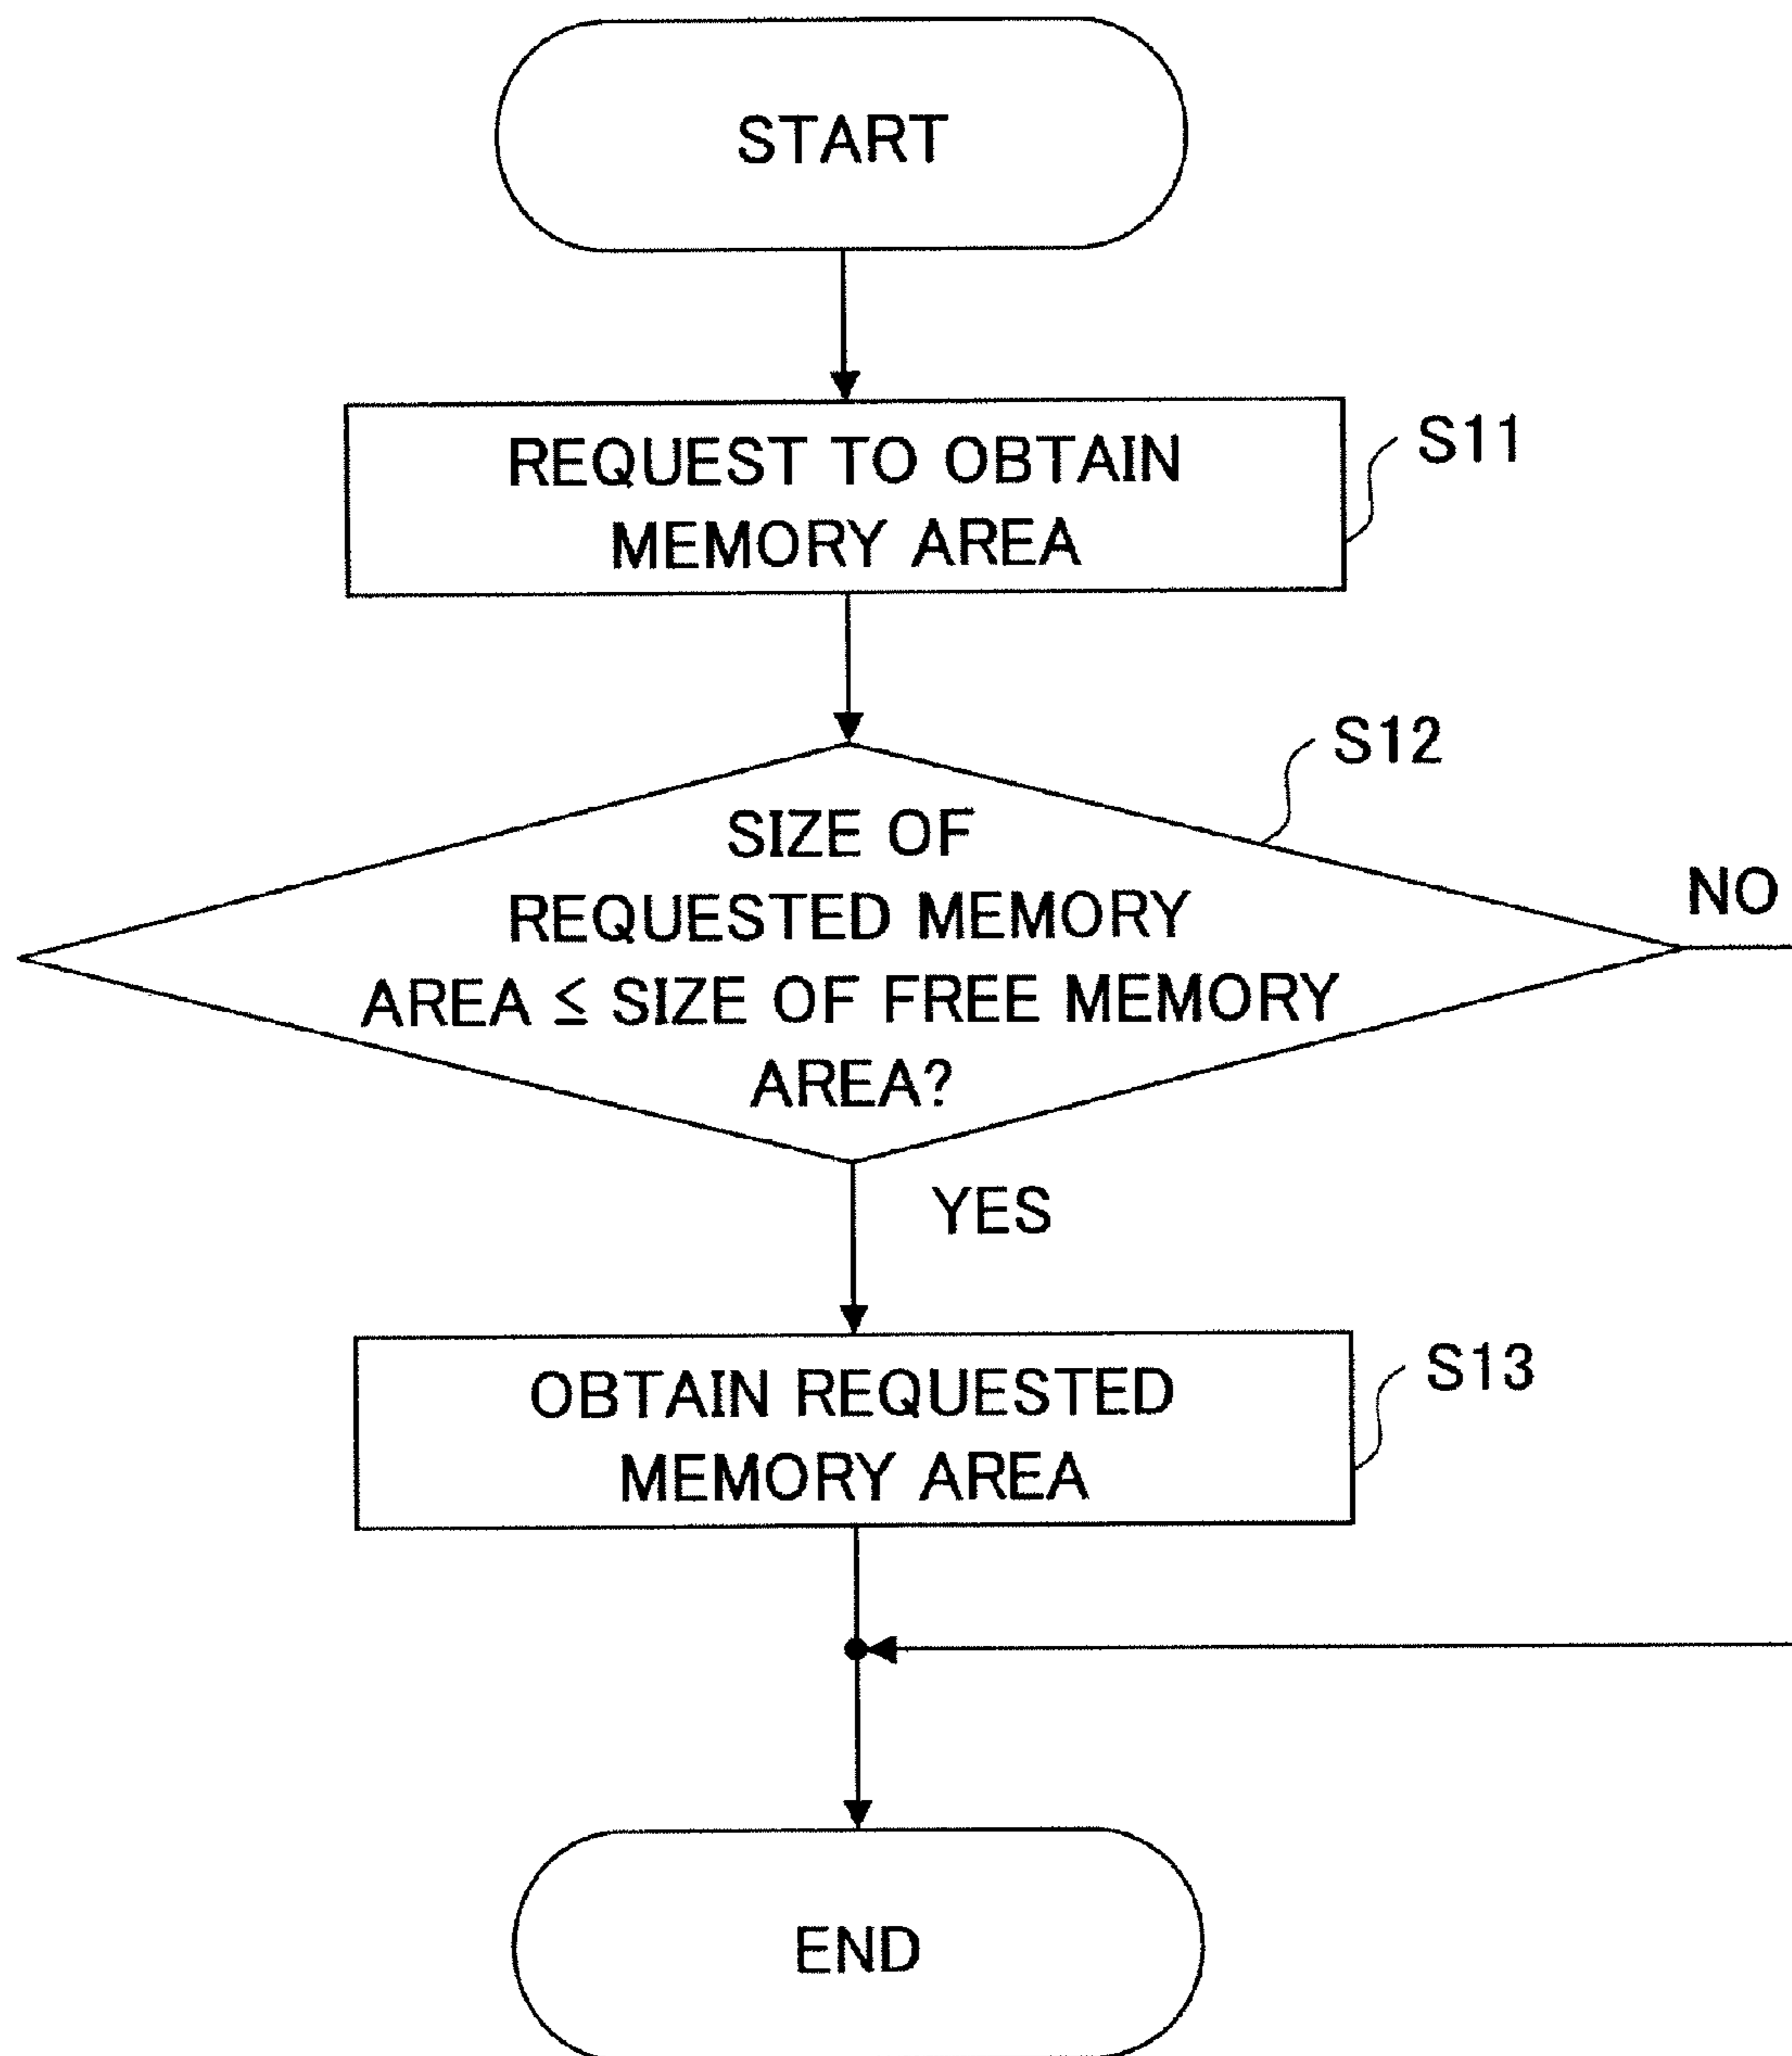 START
REQUEST TO OBTAIN
MEMORY AREA
S11
SIZE OF
REQUESTED MEMORY
AREA ≤ SIZE OF FREE MEMORY
AREA?
S12
NO
YES
OBTAIN REQUESTED
MEMORY AREA
S13
END